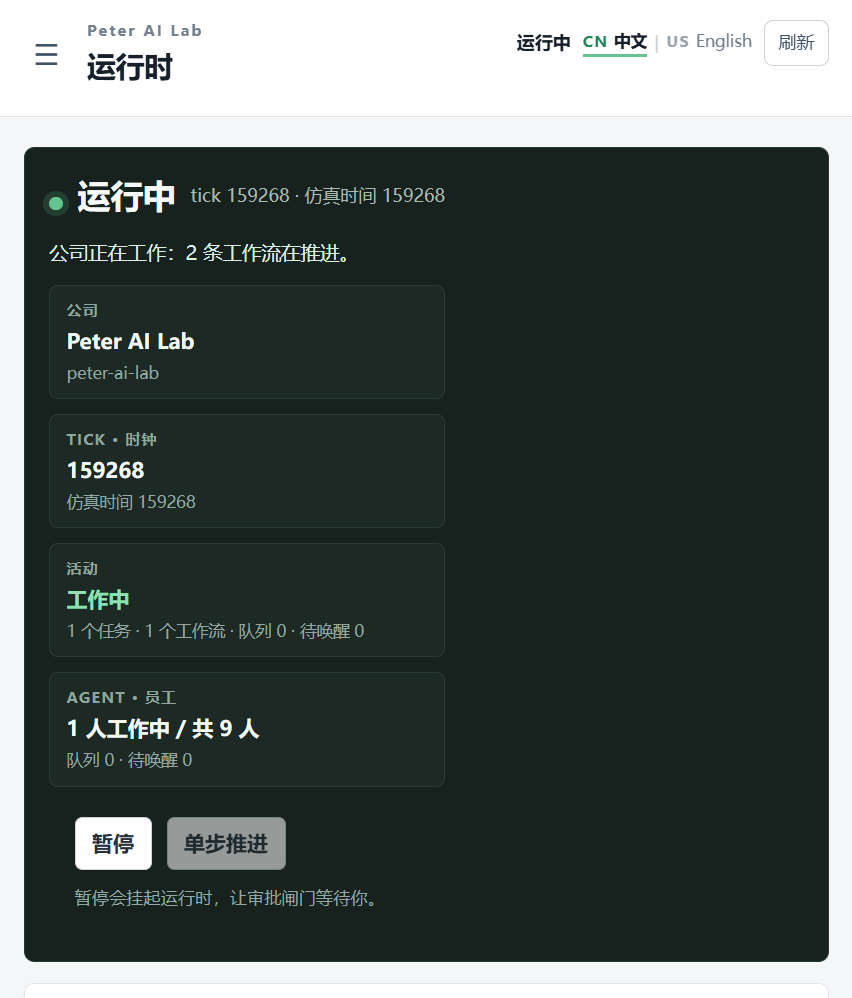 Peter AI Lab
运行时
运行中 CN 中文 | US English 刷新
运行中 tick 159268 · 仿真时间 159268
公司正在工作：2 条工作流在推进。
公司
Peter AI Lab
peter-ai-lab
TICK • 时钟
159268
仿真时间 159268
活动
工作中
1 个任务 · 1 个工作流 · 队列 0 · 待唤醒 0
AGENT • 员工
1 人工作中 / 共 9 人
队列 0 · 待唤醒 0
暂停 单步推进
暂停会挂起运行时，让审批闸门等待你。